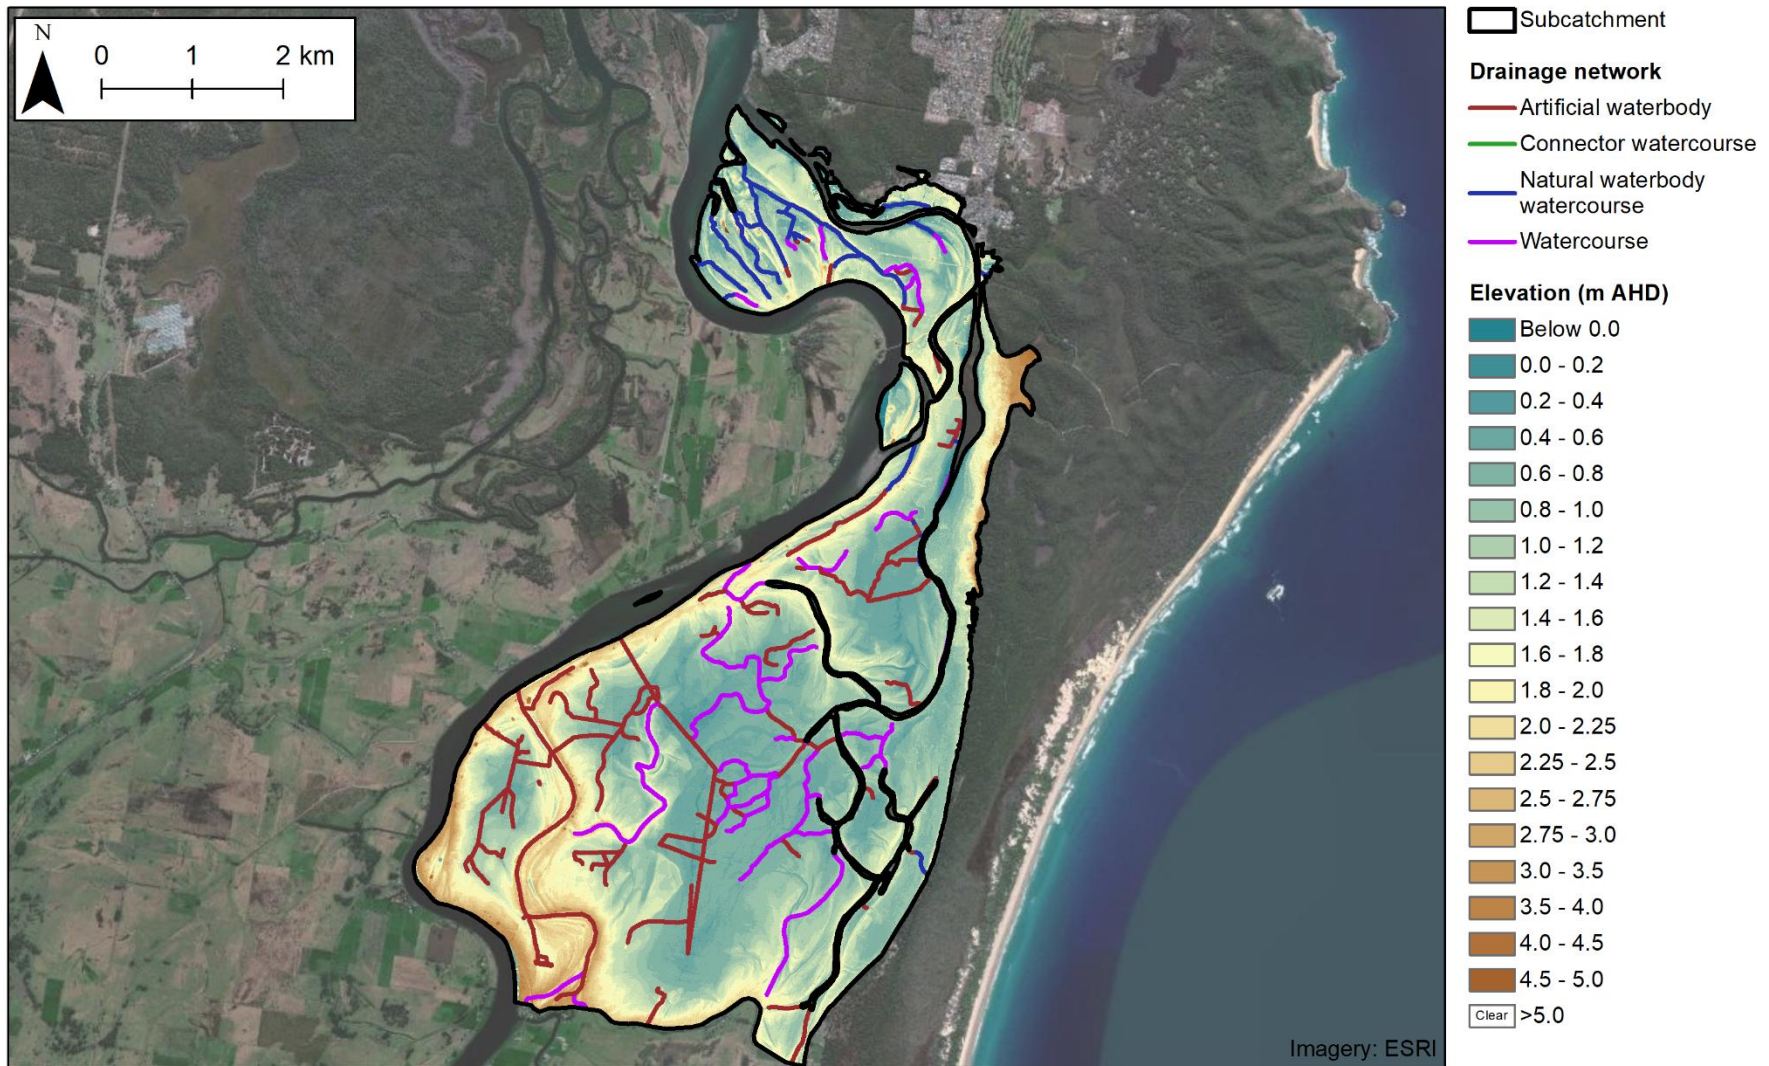 N
0 1 2 km
Subcatchment
Drainage network
Artificial waterbody
Connector watercourse
Natural waterbody
watercourse
Watercourse
Elevation (m AHD)
Below 0.0
0.0 - 0.2
0.2 - 0.4
0.4 - 0.6
0.6 - 0.8
0.8 - 1.0
1.0 - 1.2
1.2 - 1.4
1.4 - 1.6
1.6 - 1.8
1.8 - 2.0
2.0 - 2.25
2.25 - 2.5
2.5 - 2.75
2.75 - 3.0
3.0 - 3.5
3.5 - 4.0
4.0 - 4.5
4.5 - 5.0
Clear >5.0
Imagery: ESRI